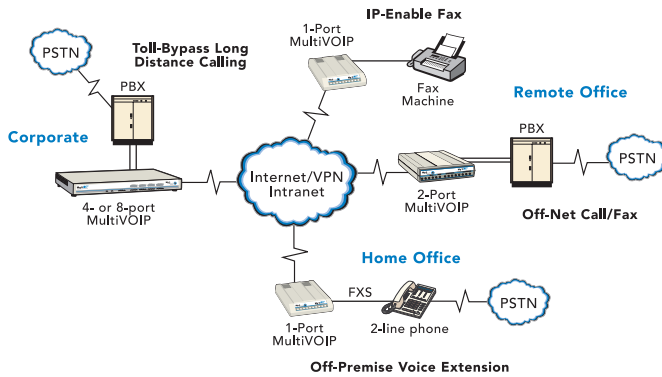 IP-Enable Fax
1-Port
MultiVOIP
Fax
Machine
Toll-Bypass Long
Distance Calling
PSTN
PBX
Corporate
4- or 8-port
MultiVOIP
Internet/VPN
Intranet
Remote Office
PBX
PSTN
2-Port
MultiVOIP
Off-Net Call/Fax
Home Office
FXS
PSTN
1-Port
MultiVOIP
2-line phone
Off-Premise Voice Extension